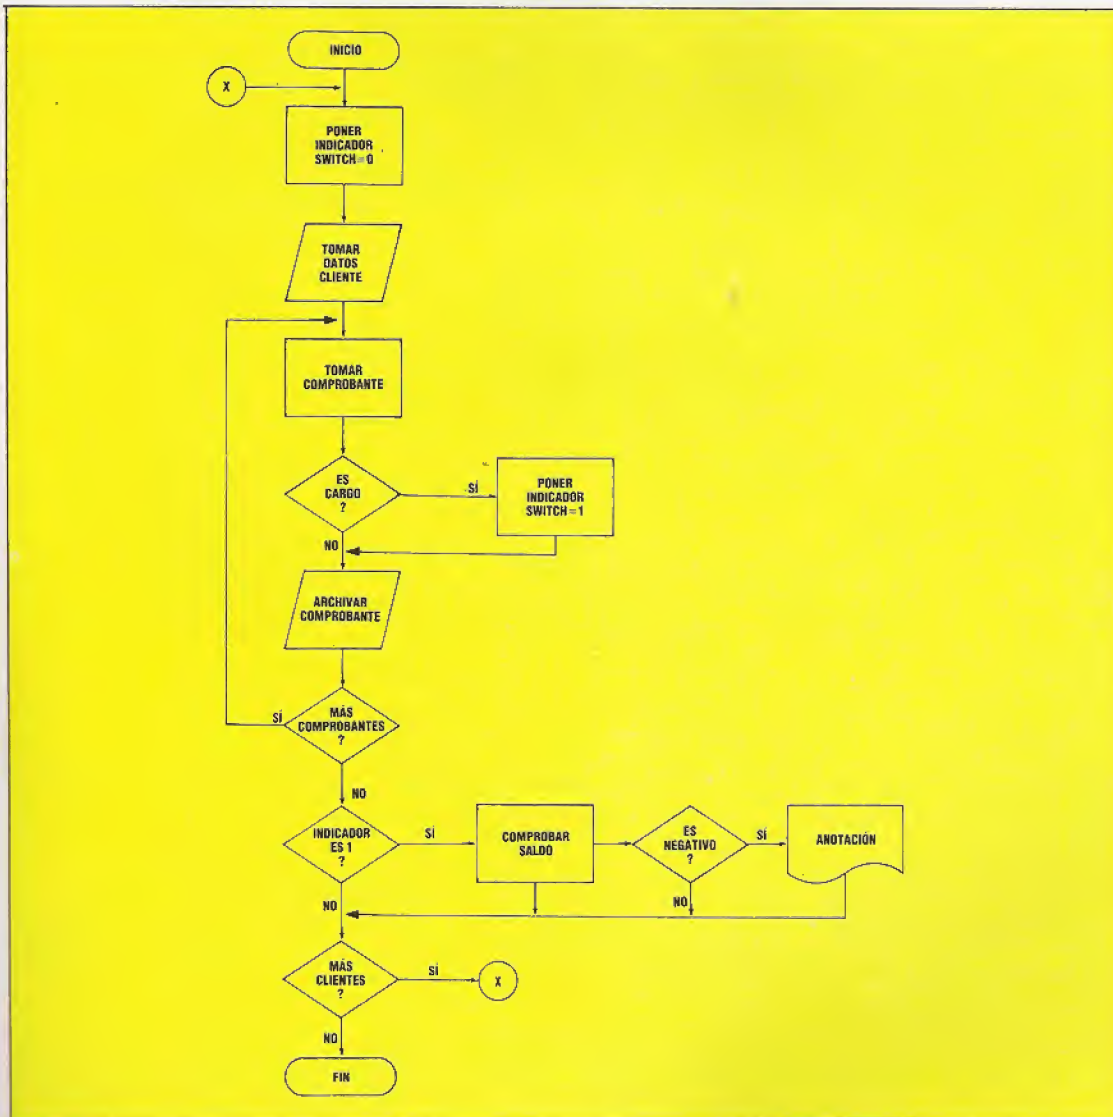 INICIO
X
PONER
INDICADOR
SWITCH=0
TOMAR
DATOS
CLIENTE
TOMAR
COMPROBANTE
ES
CARGO
?
SÍ
PONER
INDICADOR
SWITCH=1
NO
ARCHIVAR
COMPROBANTE
MÁS
COMPROBANTES
?
SÍ
NO
INDICADOR
ES 1
?
SÍ
COMPROBAR
SALDO
ES
NEGATIVO
?
SÍ
ANOTACIÓN
NO
NO
MÁS
CLIENTES
?
SÍ
X
NO
FIN